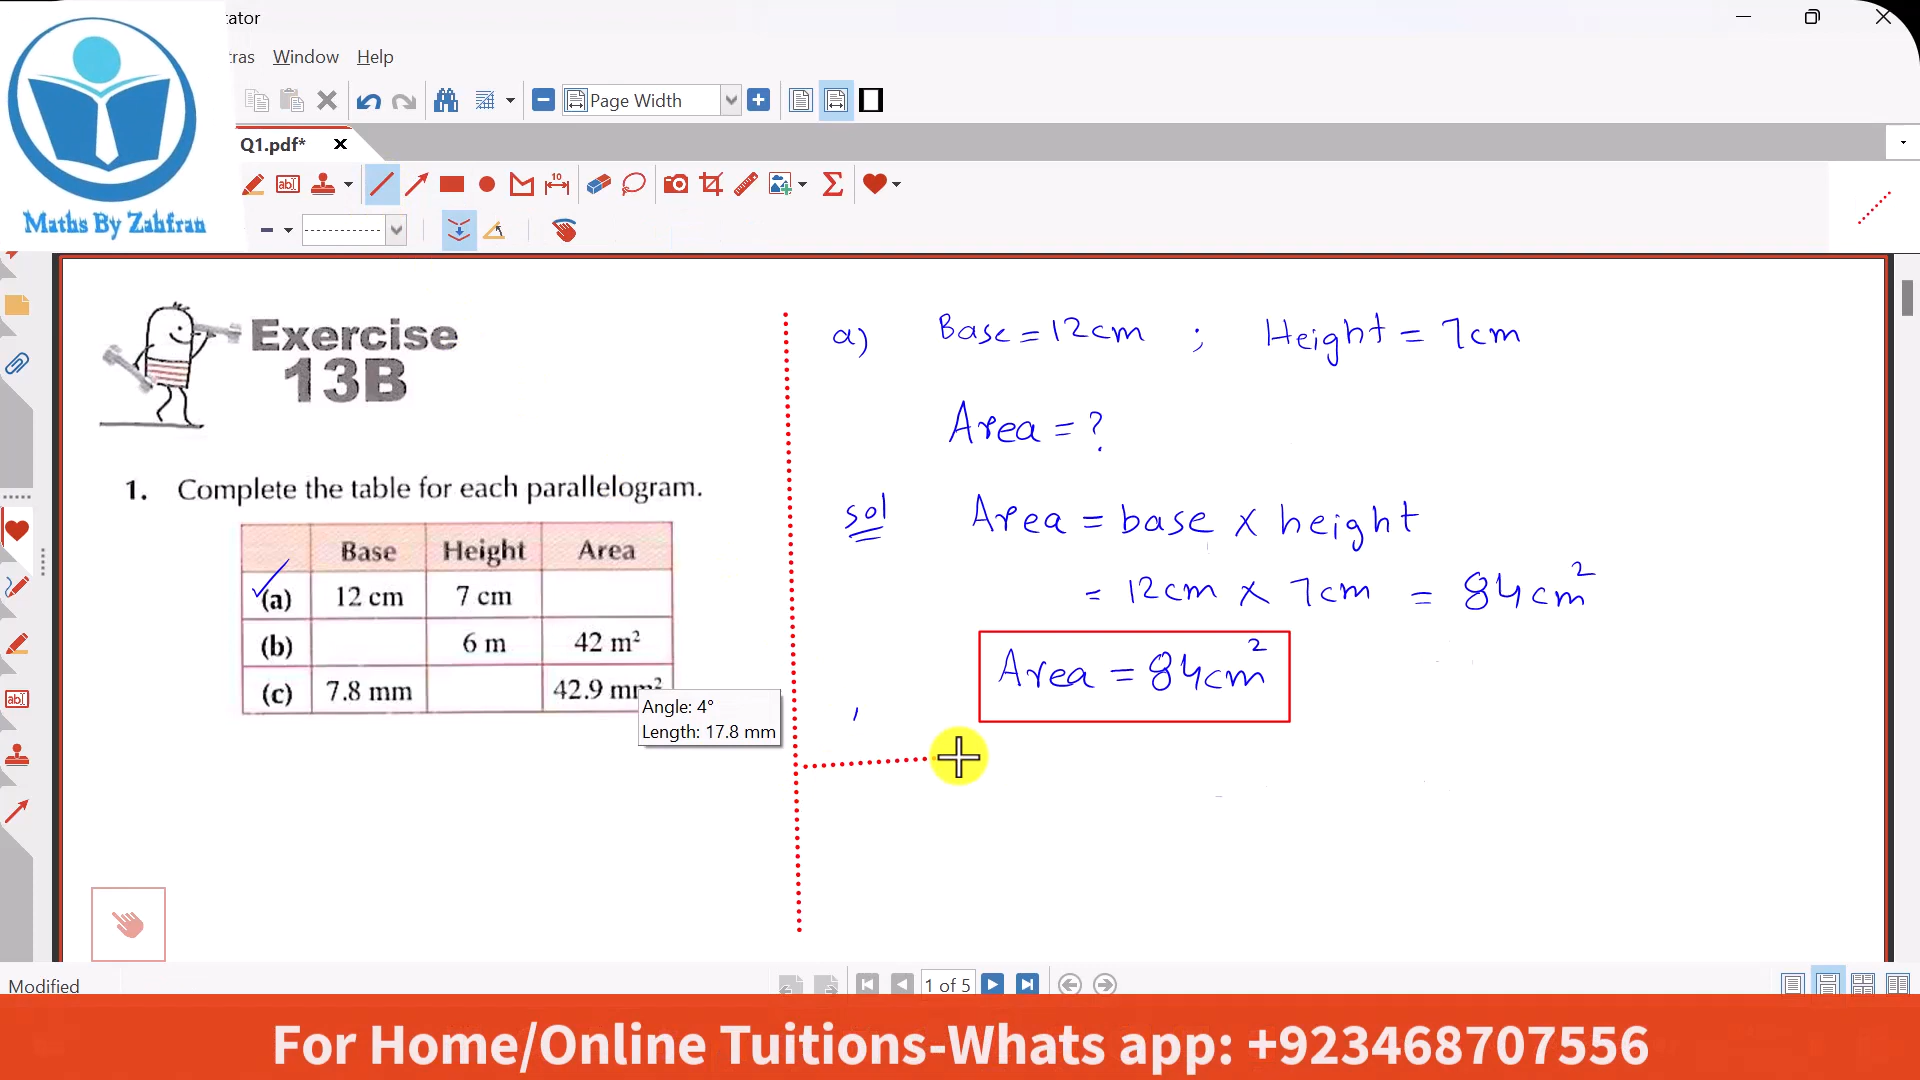 tator
tras Window Help
Page Width
Q1.pdf*
10
Maths By Zahfran
Exercise
13B
1. Complete the table for each parallelogram.
Base Height Area
(a) 12 cm 7 cm
(b) 6 m 42 m²
(c) 7.8 mm 42.9 mm²
Angle: 4°
Length: 17.8 mm
a) Base = 12cm ; Height = 7cm
Area = ?
Sol Area = base × height
= 12cm × 7cm = 84cm²
Area = 84cm²
Modified
1 of 5
For Home/Online Tuitions-Whats app: +923468707556